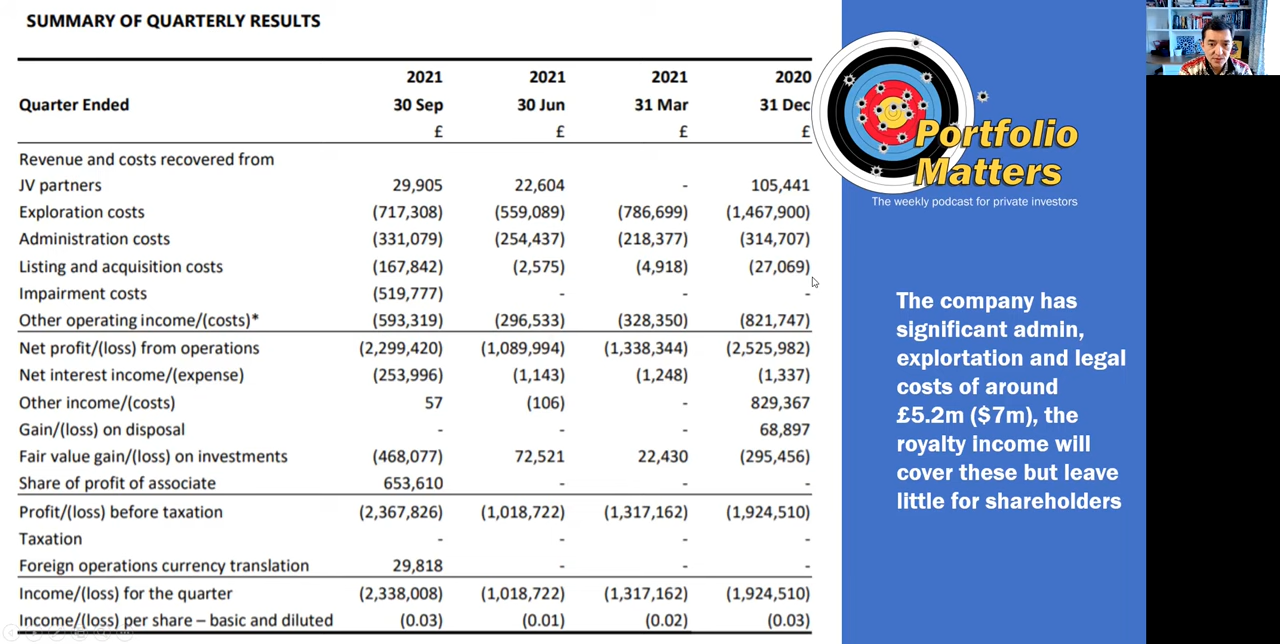 SUMMARY OF QUARTERLY RESULTS
2021 2021 2021 2020
Quarter Ended 30 Sep 30 Jun 31 Mar 31 Dec
£ £ £ £
Revenue and costs recovered from
JV partners 29,905 22,604 - 105,441
Exploration costs (717,308) (559,089) (786,699) (1,467,900)
Administration costs (331,079) (254,437) (218,377) (314,707)
Listing and acquisition costs (167,842) (2,575) (4,918) (27,069)
Impairment costs (519,777) - - -
Other operating income/(costs)* (593,319) (296,533) (328,350) (821,747)
Net profit/(loss) from operations (2,299,420) (1,089,994) (1,338,344) (2,525,982)
Net interest income/(expense) (253,996) (1,143) (1,248) (1,337)
Other income/(costs) 57 (106) - 829,367
Gain/(loss) on disposal - - - 68,897
Fair value gain/(loss) on investments (468,077) 72,521 22,430 (295,456)
Share of profit of associate 653,610 - - -
Profit/(loss) before taxation (2,367,826) (1,018,722) (1,317,162) (1,924,510)
Taxation - - - -
Foreign operations currency translation 29,818 - - -
Income/(loss) for the quarter (2,338,008) (1,018,722) (1,317,162) (1,924,510)
Income/(loss) per share – basic and diluted (0.03) (0.01) (0.02) (0.03)
Portfolio
Matters
The weekly podcast for private investors
The company has
significant admin,
explortation and legal
costs of around
£5.2m ($7m), the
royalty income will
cover these but leave
little for shareholders